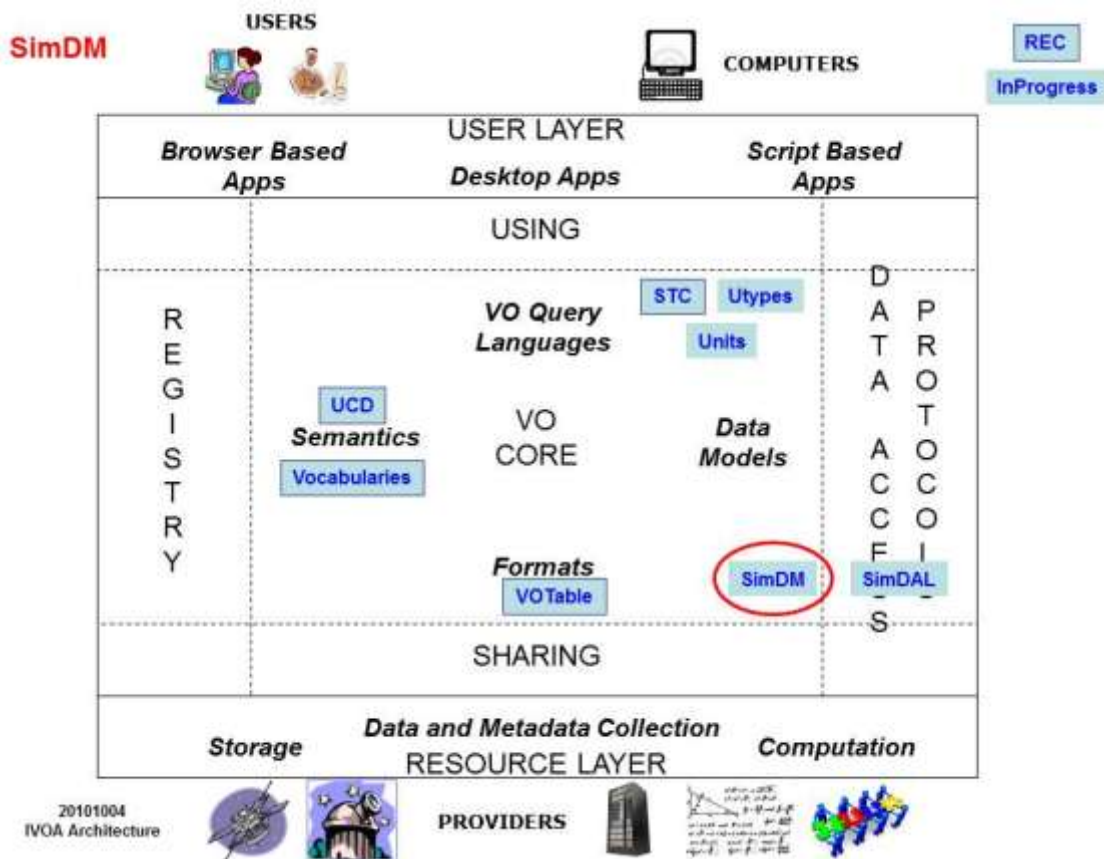 SimDM
USERS
COMPUTERS
REC
InProgress
USER LAYER
Browser Based
Apps
Desktop Apps
Script Based
Apps
USING
REGISTRY
VO Query
Languages
STC
Utypes
Units
UCD
Semantics
Vocabularies
VO
CORE
Data
Models
DATA ACCESS
PROTOCOLS
Formats
VOTable
SimDM
SimDAL
SHARING
Data and Metadata Collection
Storage
Computation
RESOURCE LAYER
20101004
IVOA Architecture
PROVIDERS